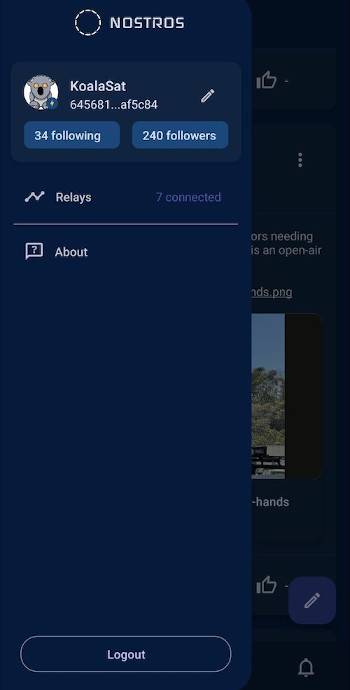 NOSTROS
KoalaSat
645681...af5c84
34 following
240 followers
Relays
7 connected
About
ors needing
is an open-air
nds.png
-hands
Logout